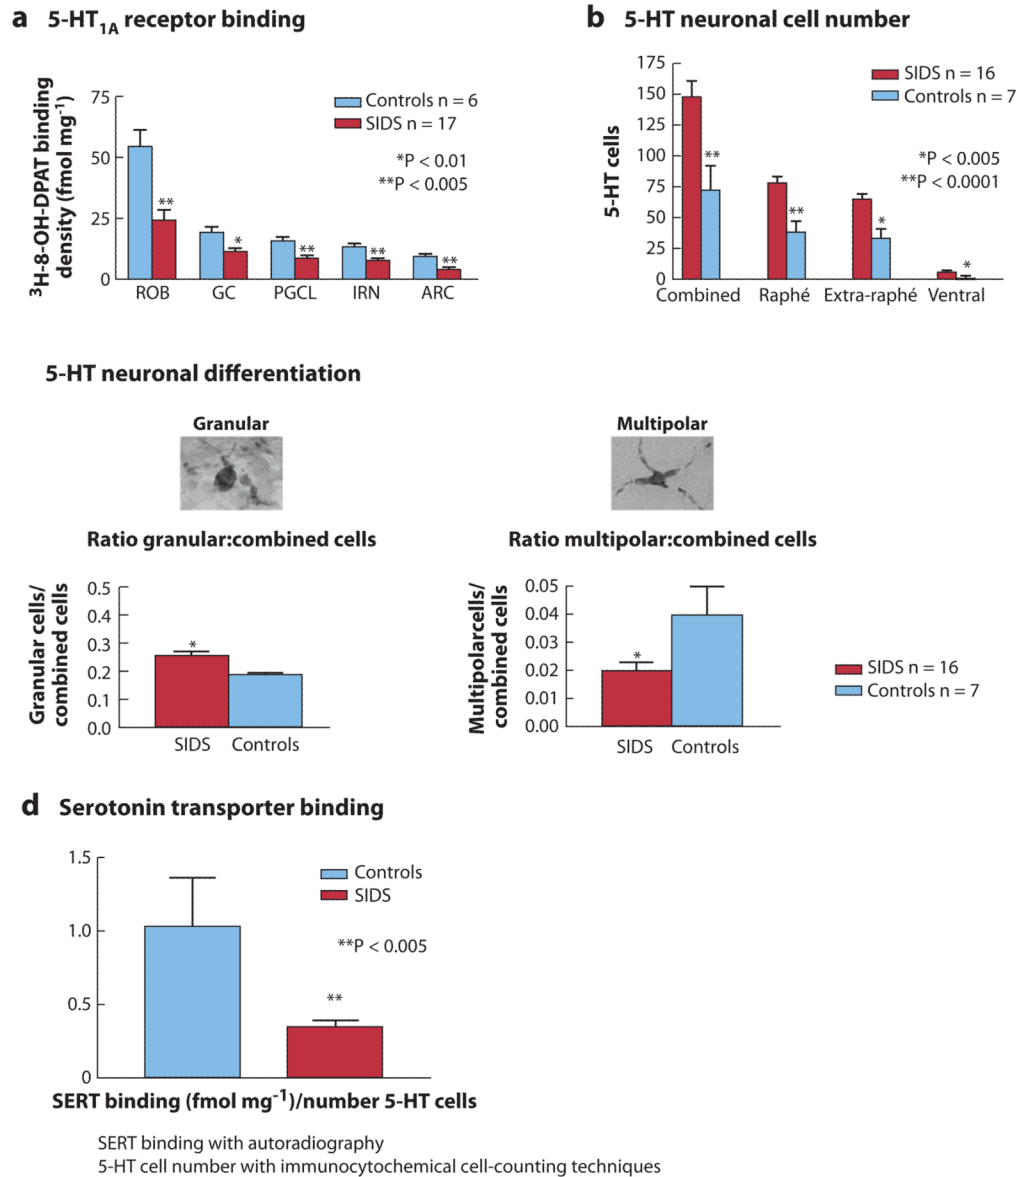 a 5-HT1A receptor binding
3H-8-OH-DPAT binding
density (fmol mg-1)
75
50
25
0
Controls n = 6
SIDS n = 17
*P < 0.01
**P < 0.005
**
*
**
**
**
ROB GC PGCL IRN ARC
b 5-HT neuronal cell number
5-HT cells
175
150
125
100
75
50
25
0
SIDS n = 16
Controls n = 7
*P < 0.005
**P < 0.0001
**
**
*
*
Combined Raphé Extra-raphé Ventral
5-HT neuronal differentiation
Granular
Ratio granular:combined cells
Granular cells/
combined cells
0.5
0.4
0.3
0.2
0.1
0.0
*
SIDS Controls
Multipolar
Ratio multipolar:combined cells
Multipolarcells/
combined cells
0.05
0.04
0.03
0.02
0.01
0.00
*
SIDS Controls
SIDS n = 16
Controls n = 7
d Serotonin transporter binding
1.5
1.0
0.5
0
Controls
SIDS
**P < 0.005
**
SERT binding (fmol mg-1)/number 5-HT cells
SERT binding with autoradiography
5-HT cell number with immunocytochemical cell-counting techniques